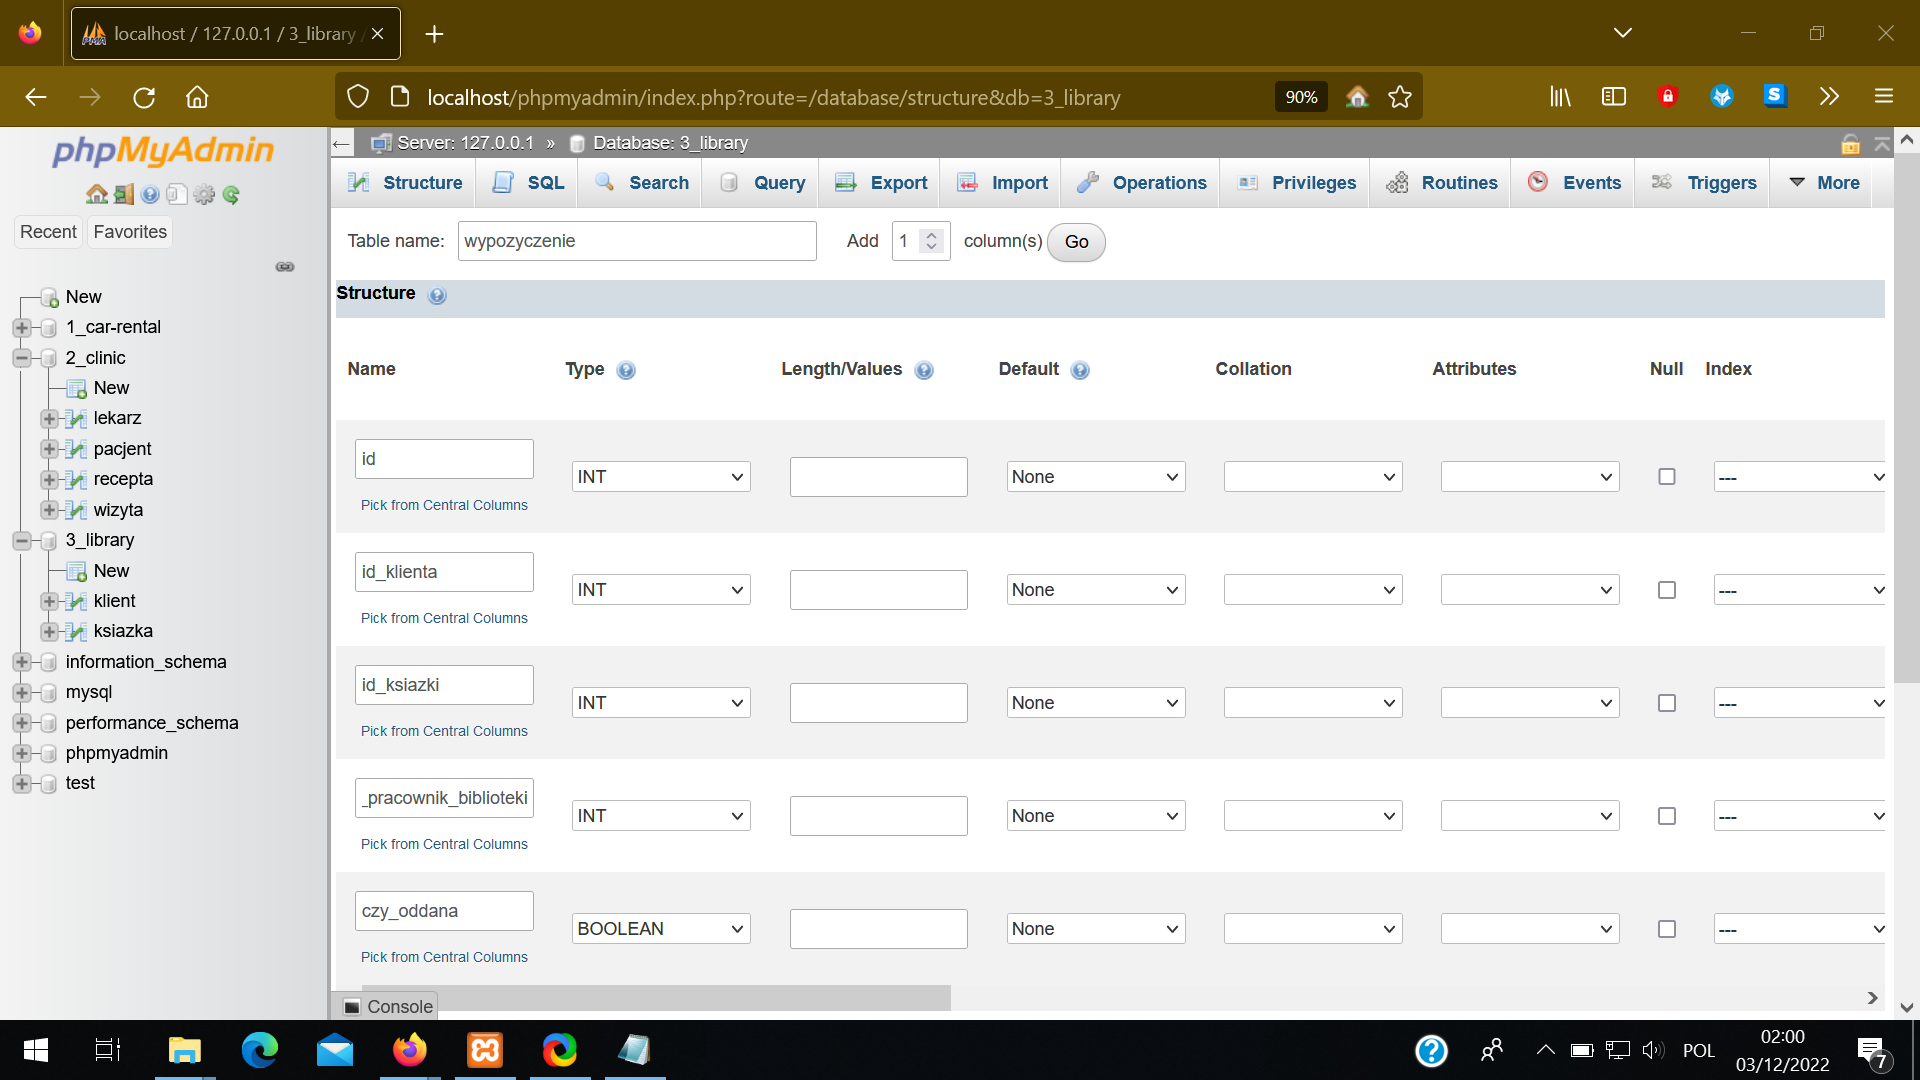 localhost / 127.0.0.1 / 3_library /
localhost/phpmyadmin/index.php?route=/database/structure&db=3_library
90%
phpMyAdmin
Recent
Favorites
New
1_car-rental
2_clinic
New
lekarz
pacjent
recepta
wizyta
3_library
New
klient
ksiazka
information_schema
mysql
performance_schema
phpmyadmin
test
Server: 127.0.0.1 » Database: 3_library
Structure SQL Search Query Export Import Operations Privileges Routines Events Triggers More
Table name: wypozyczenie Add 1 column(s) Go
Structure
Name Type Length/Values Default Collation Attributes Null Index
id INT None ---
Pick from Central Columns
id_klienta INT None ---
Pick from Central Columns
id_ksiazki INT None ---
Pick from Central Columns
_pracownik_biblioteki INT None ---
Pick from Central Columns
czy_oddana BOOLEAN None ---
Pick from Central Columns
Console
POL
02:00
03/12/2022
7